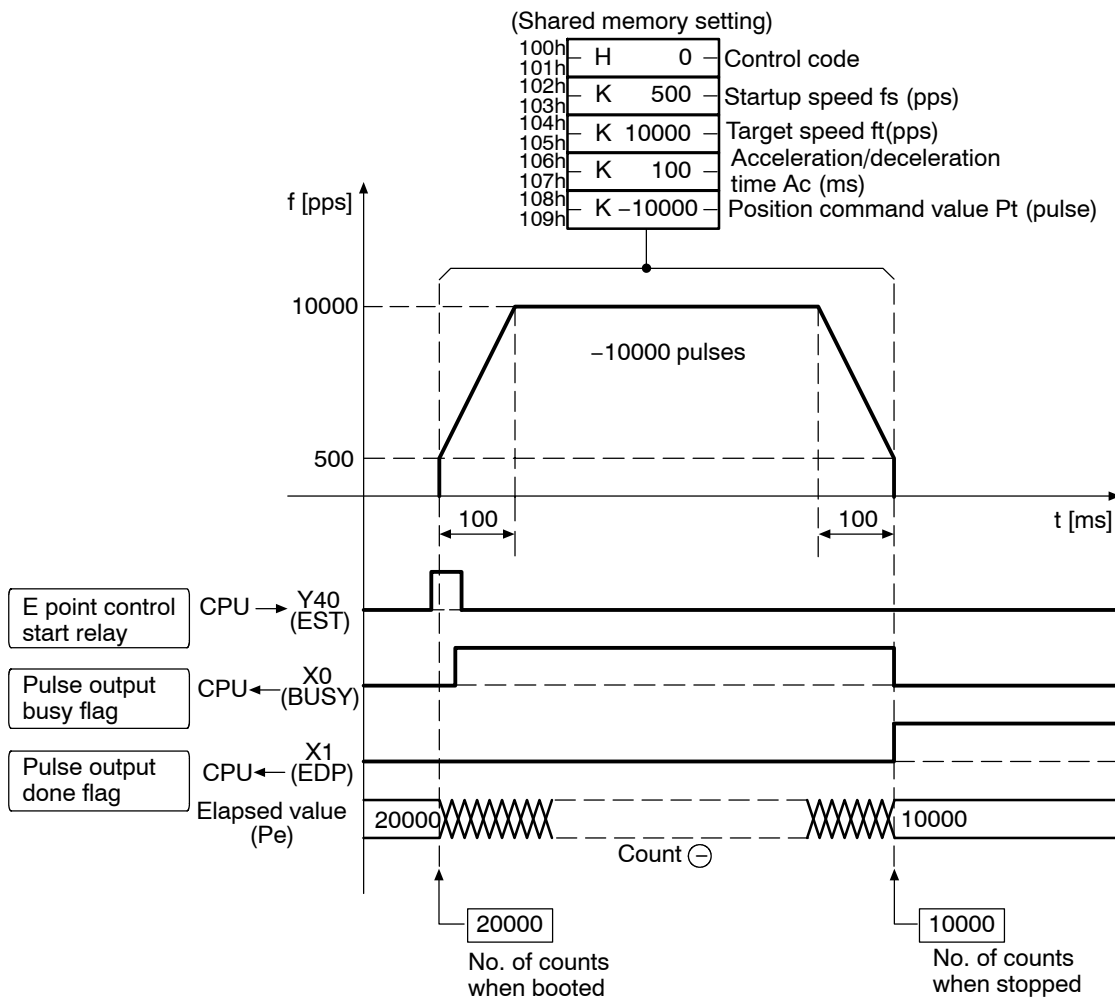 (Shared memory setting)
100h
101h
H 0
Control code
102h
103h
K 500
Startup speed fs (pps)
104h
105h
K 10000
Target speed ft(pps)
106h
107h
K 100
Acceleration/deceleration
time Ac (ms)
108h
109h
K −10000
Position command value Pt (pulse)
f [pps]
10000
−10000 pulses
500
100
100
t [ms]
E point control
start relay
CPU
Y40
(EST)
Pulse output
busy flag
CPU
X0
(BUSY)
Pulse output
done flag
CPU
X1
(EDP)
Elapsed value
(Pe)
20000
10000
Count ⊖
20000
No. of counts
when booted
10000
No. of counts
when stopped